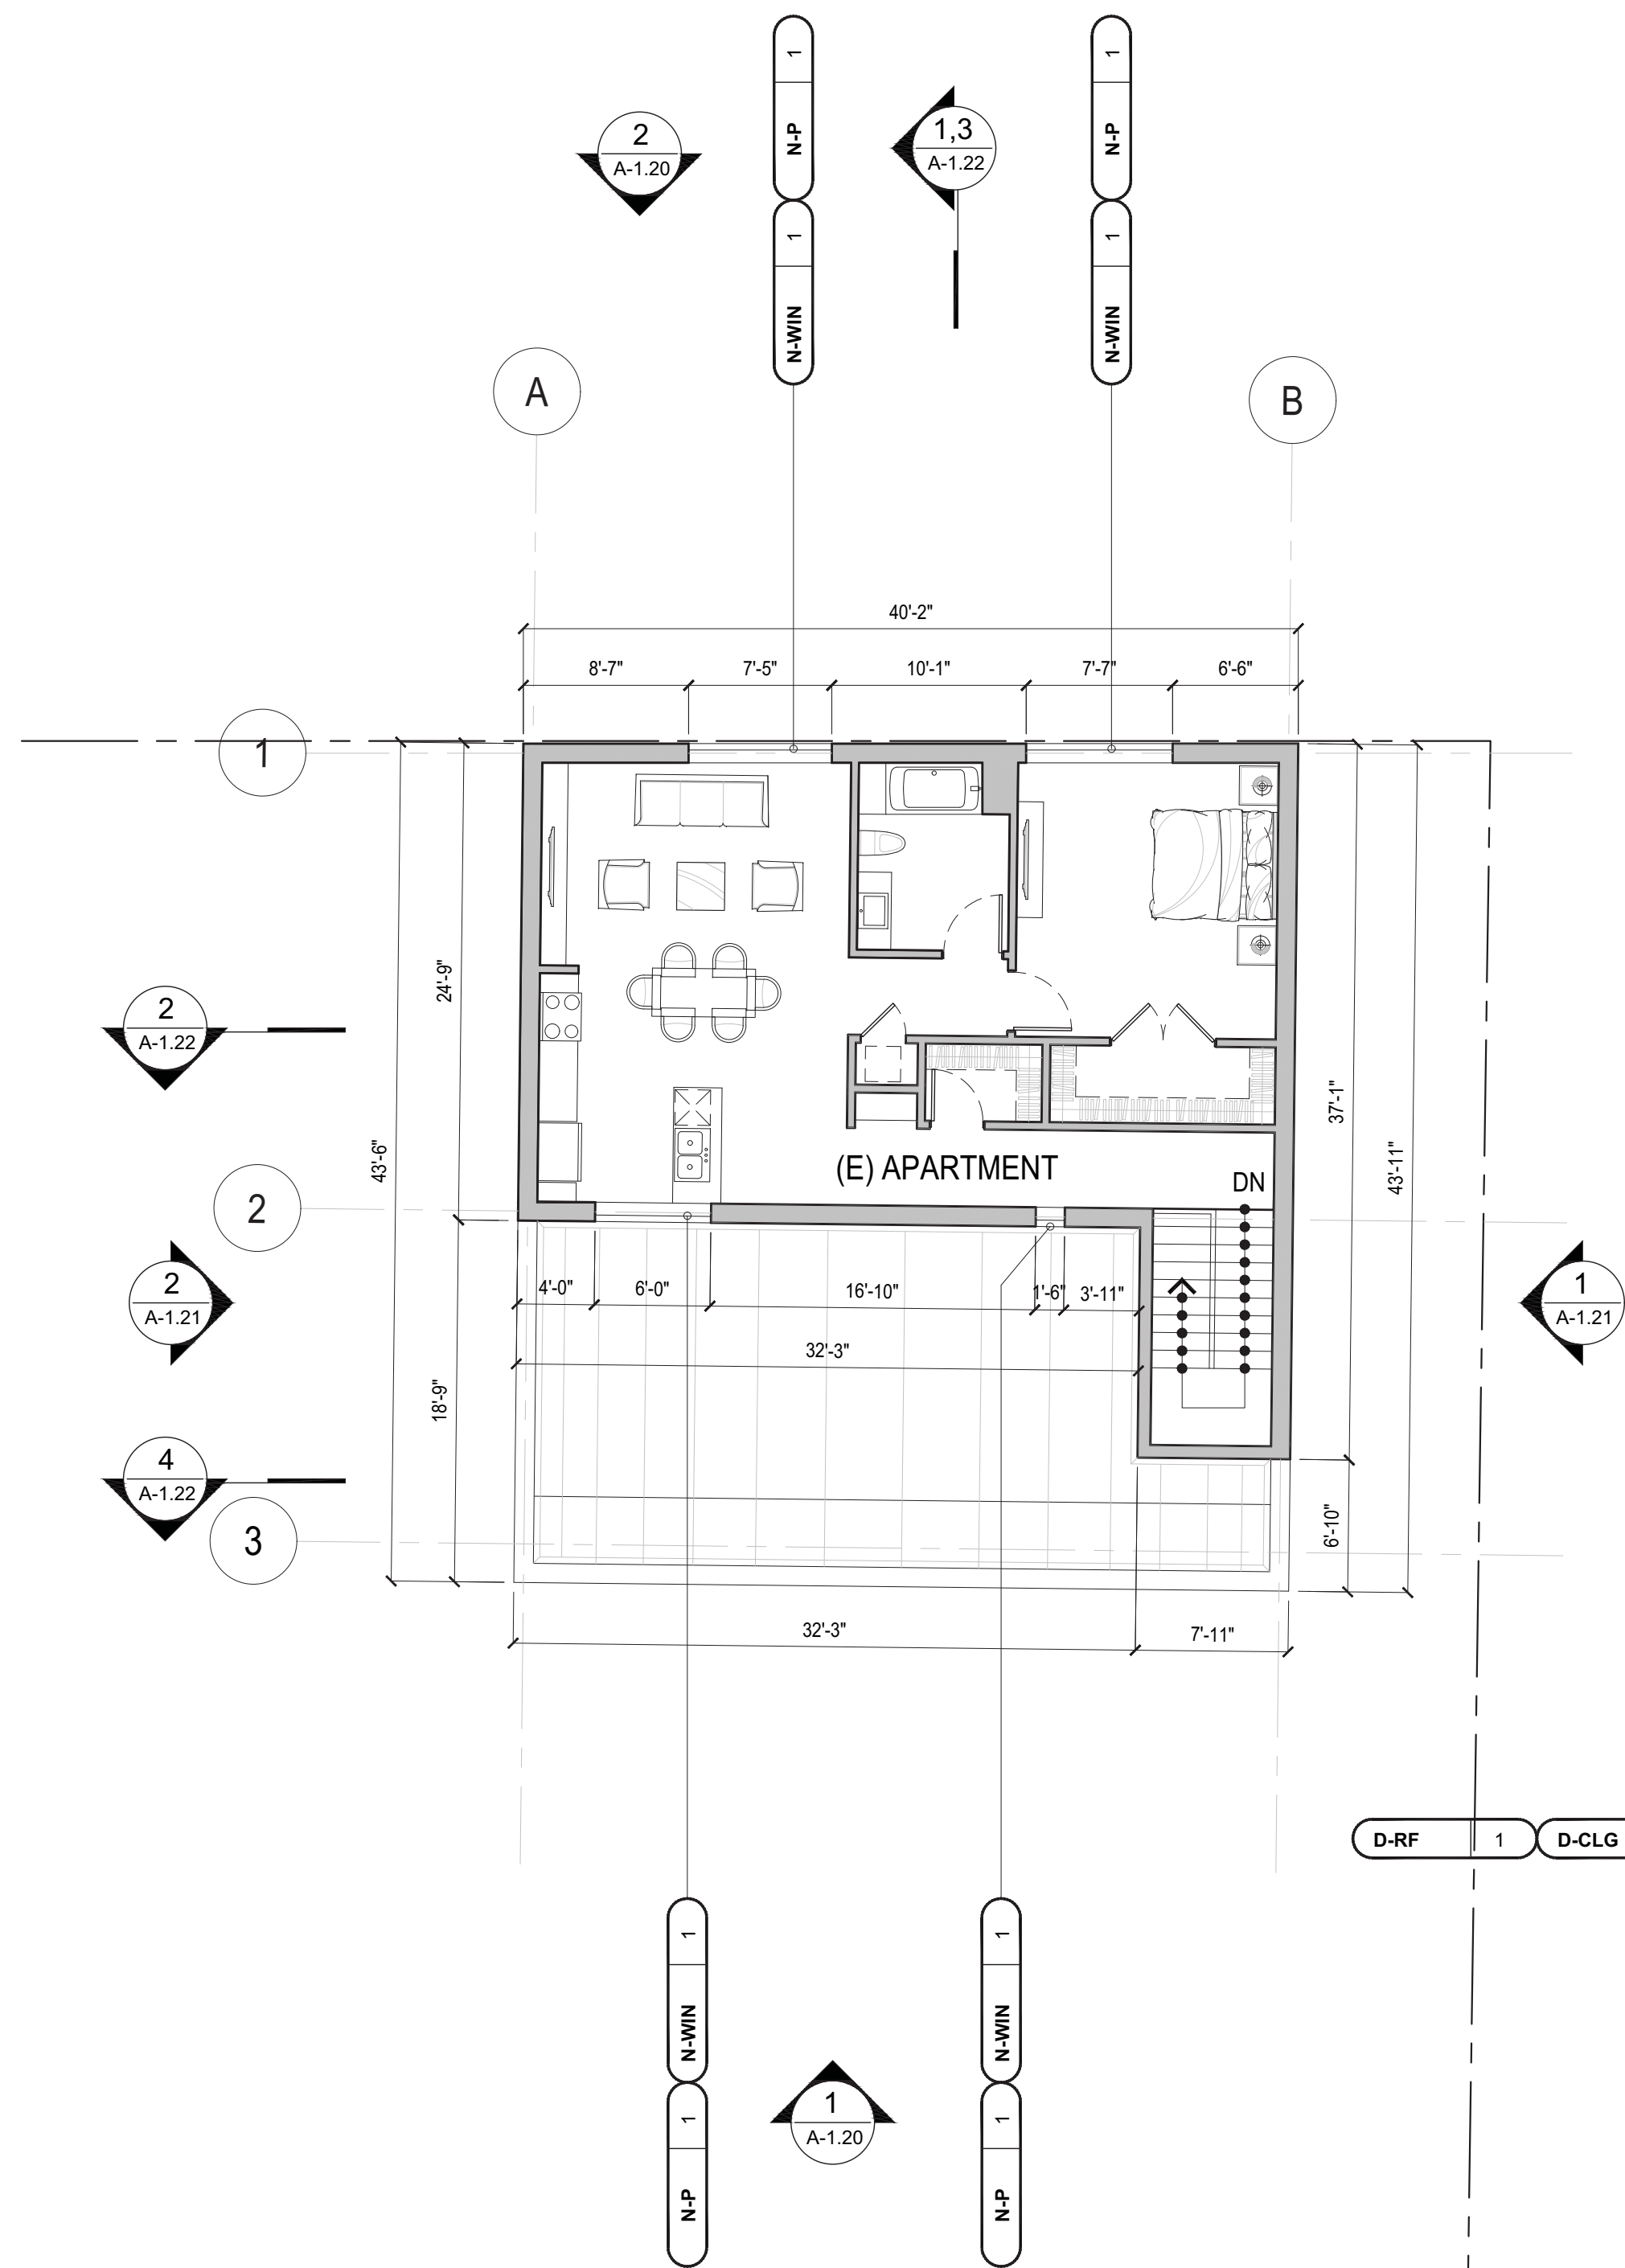 1
1
N-P
N-P
2
A-1.20
1,3
A-1.22
1
1
N-WIN
N-WIN
A
B
40'-2"
8'-7"
7'-5"
10'-1"
7'-7"
6'-6"
1
24'-9"
2
A-1.22
37'-1"
43'-6"
43'-11"
(E) APARTMENT
DN
2
2
A-1.21
4'-0"
6'-0"
16'-10"
1'-6"
3'-11"
1
A-1.21
32'-3"
18'-9"
4
A-1.22
6'-10"
3
32'-3"
7'-11"
D-RF
1
D-CLG
1
1
N-WIN
N-WIN
1
A-1.20
1
1
N-P
N-P